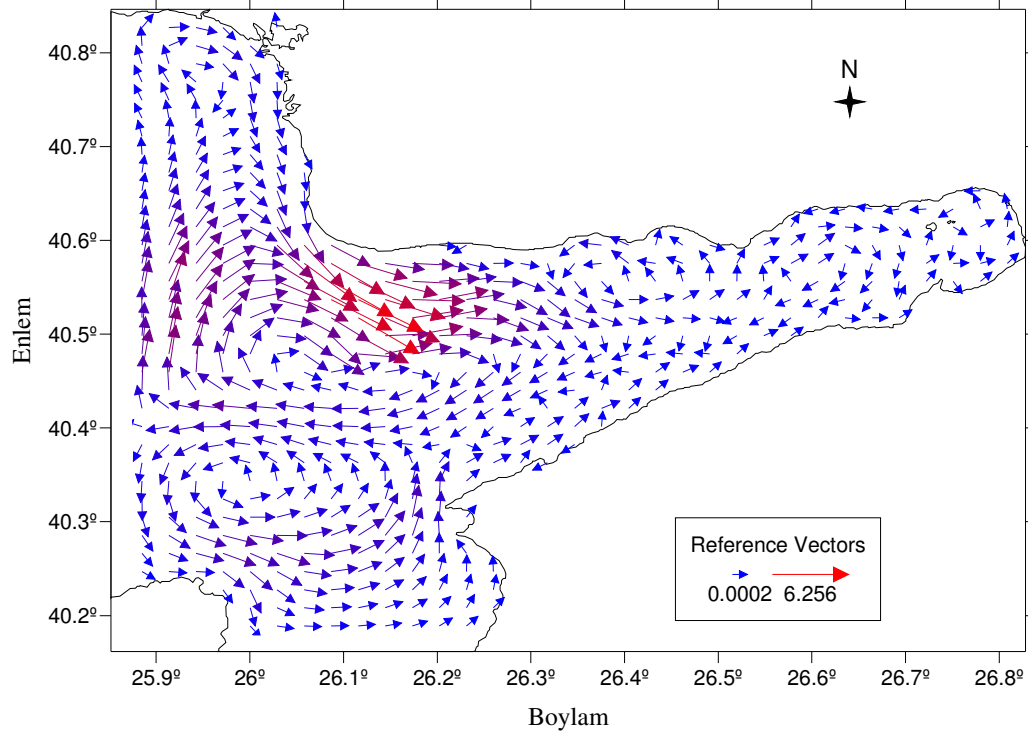 40.8º
40.7º
40.6º
40.5º
40.4º
40.3º
40.2º
Enlem
N
Reference Vectors
0.0002 6.256
25.9º 26º 26.1º 26.2º 26.3º 26.4º 26.5º 26.6º 26.7º 26.8º
Boylam